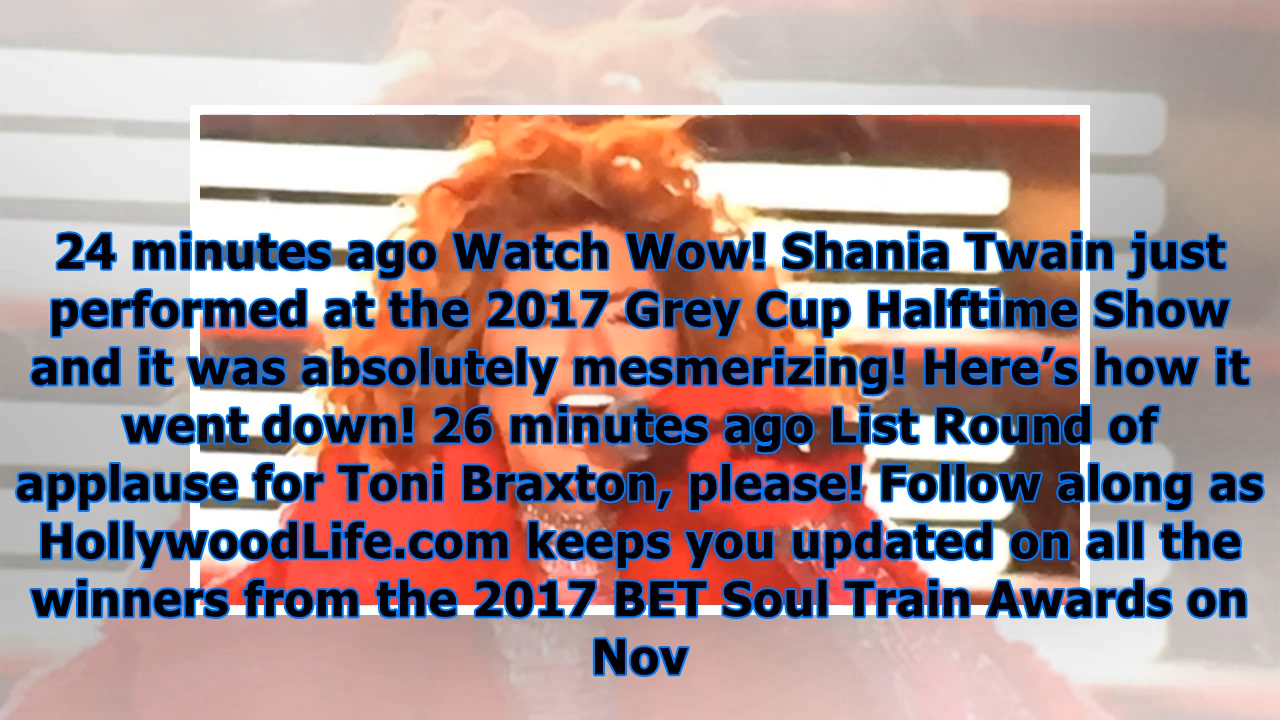 24 minutes ago Watch Wow! Shania Twain just
performed at the 2017 Grey Cup Halftime Show
and it was absolutely mesmerizing! Here’s how it
went down! 26 minutes ago List Round of
applause for Toni Braxton, please! Follow along as
HollywoodLife.com keeps you updated on all the
winners from the 2017 BET Soul Train Awards on
Nov